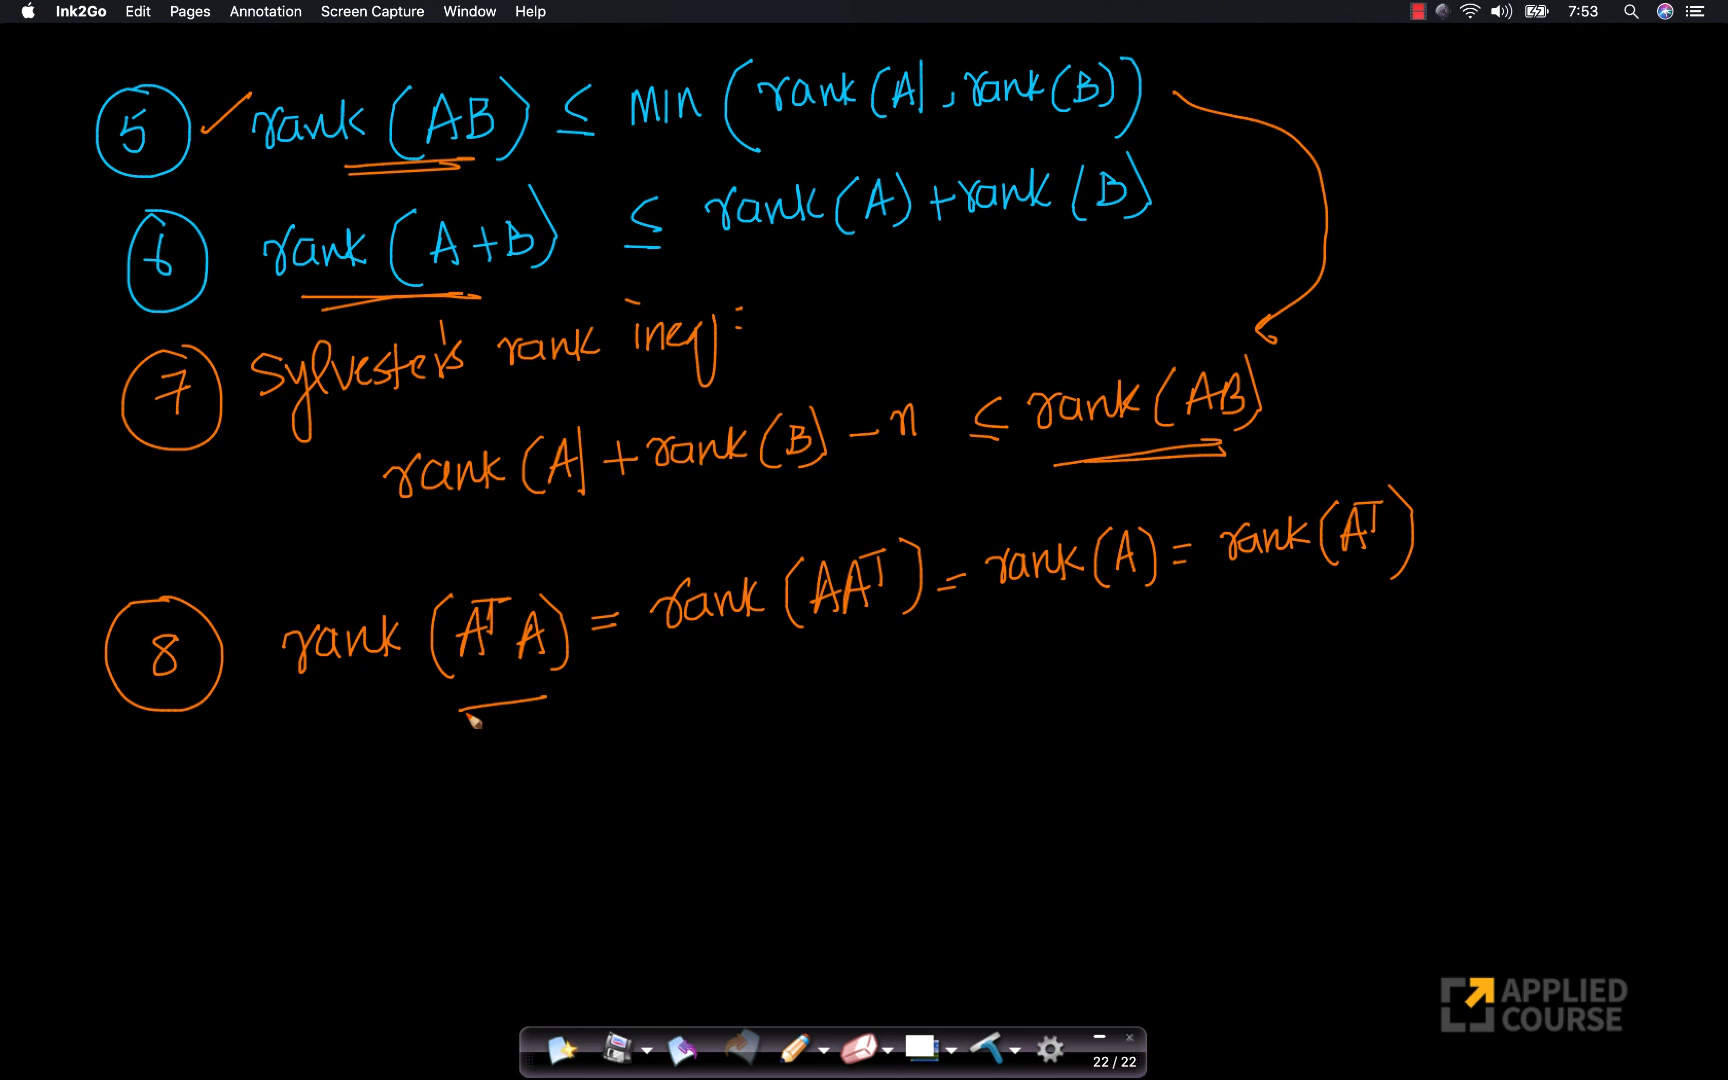 Ink2Go Edit Pages Annotation Screen Capture Window Help 7:53
5 rank (AB) ≤ min (rank(A), rank(B))
6 rank (A+B) ≤ rank(A) + rank(B)
7 Sylvester's rank ineq:
rank(A) + rank(B) - n ≤ rank(AB)
8 rank (AᵀA) = rank (AAᵀ) = rank(A) = rank(Aᵀ)
APPLIED
COURSE
22 / 22